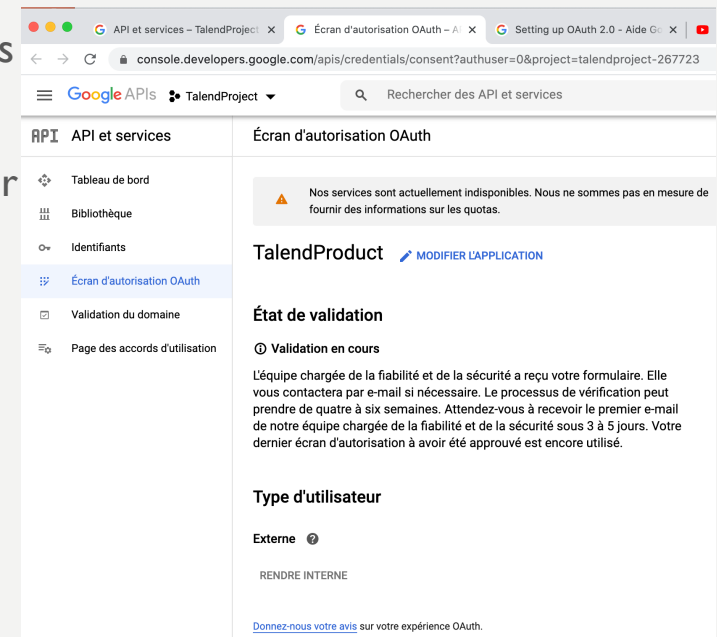 s
API et services – TalendProject
Écran d'autorisation OAuth – A
Setting up OAuth 2.0 - Aide Go
console.developers.google.com/apis/credentials/consent?authuser=0&project=talendproject-267723
Google APIs TalendProject
Rechercher des API et services
API API et services
Écran d'autorisation OAuth
r
Tableau de bord
Bibliothèque
Identifiants
Écran d'autorisation OAuth
Validation du domaine
Page des accords d'utilisation
Nos services sont actuellement indisponibles. Nous ne sommes pas en mesure de
fournir des informations sur les quotas.
TalendProduct MODIFIER L'APPLICATION
État de validation
Validation en cours
L'équipe chargée de la fiabilité et de la sécurité a reçu votre formulaire. Elle
vous contactera par e-mail si nécessaire. Le processus de vérification peut
prendre de quatre à six semaines. Attendez-vous à recevoir le premier e-mail
de notre équipe chargée de la fiabilité et de la sécurité sous 3 à 5 jours. Votre
dernier écran d'autorisation à avoir été approuvé est encore utilisé.
Type d'utilisateur
Externe
RENDRE INTERNE
Donnez-nous votre avis sur votre expérience OAuth.